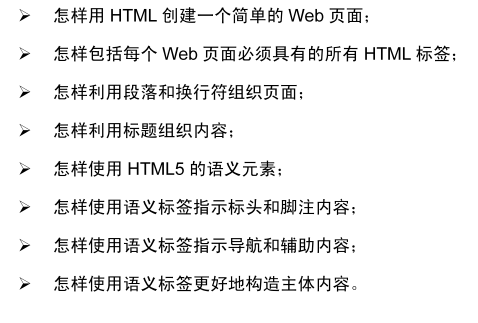 ➢ 怎样用 HTML 创建一个简单的 Web 页面；
➢ 怎样包括每个 Web 页面必须具有的所有 HTML 标签；
➢ 怎样利用段落和换行符组织页面；
➢ 怎样利用标题组织内容；
➢ 怎样使用 HTML5 的语义元素；
➢ 怎样使用语义标签指示标头和脚注内容；
➢ 怎样使用语义标签指示导航和辅助内容；
➢ 怎样使用语义标签更好地构造主体内容。